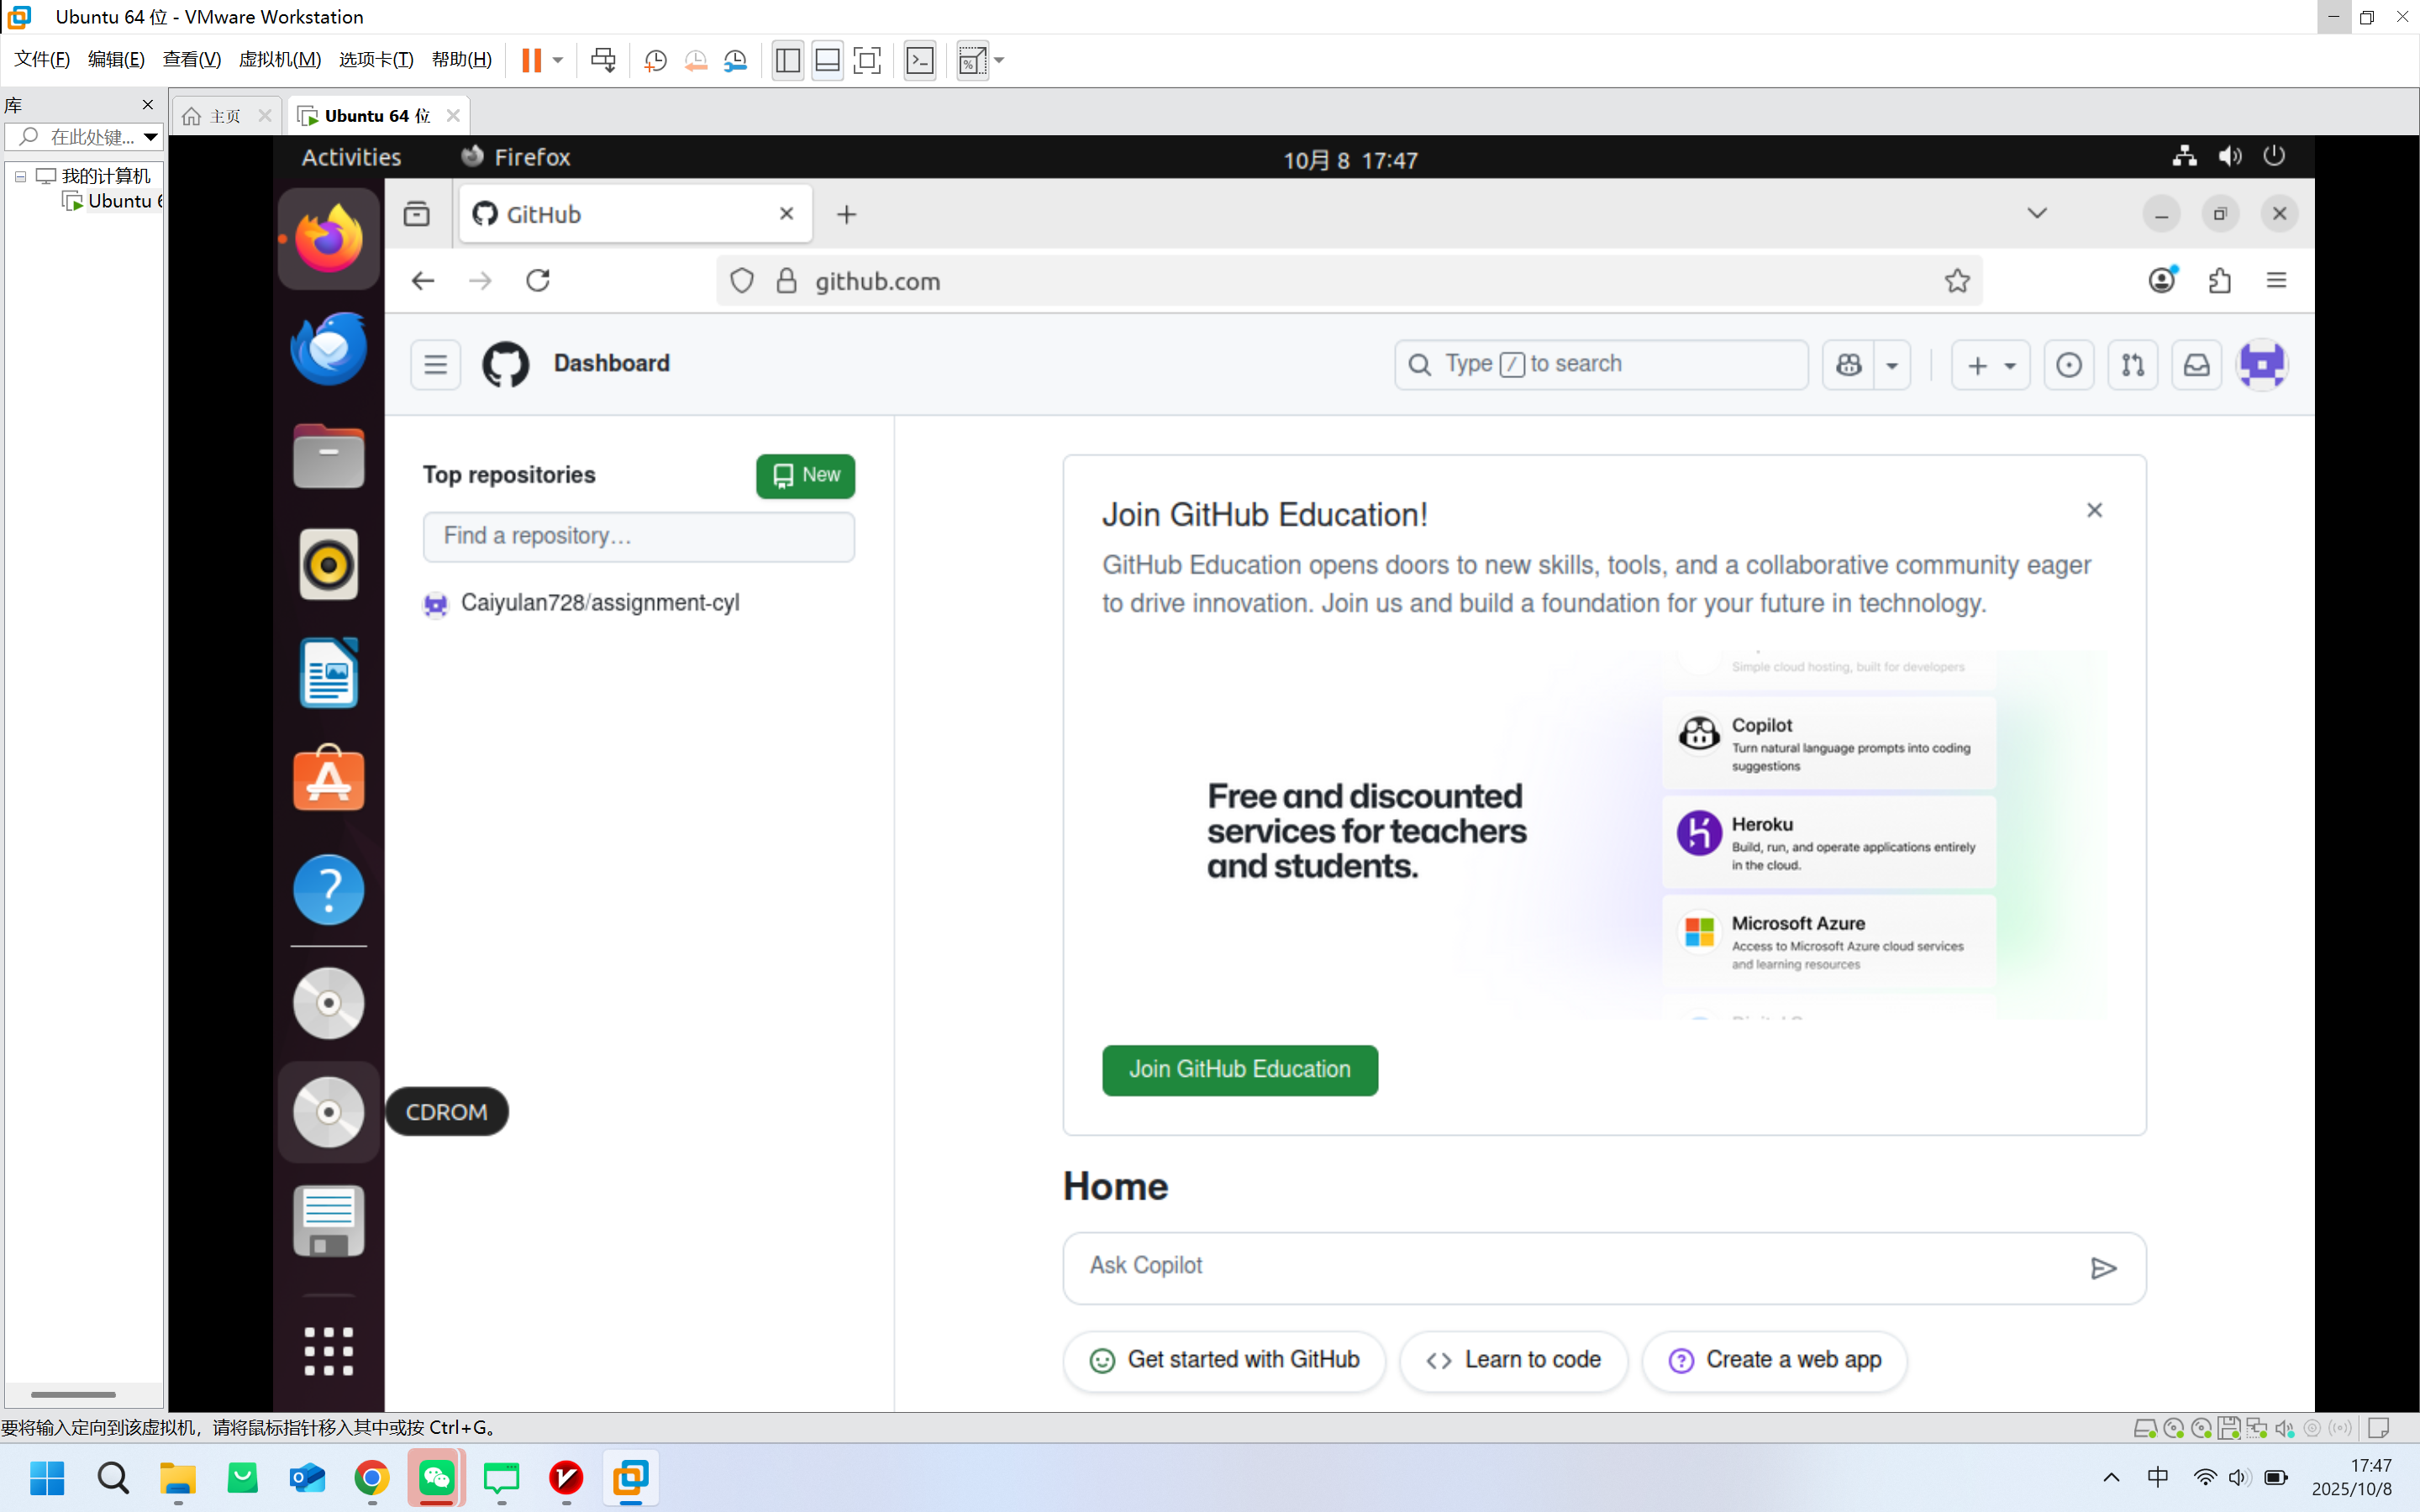 Ubuntu 64 位 - VMware Workstation
文件(F) 编辑(E) 查看(V) 虚拟机(M) 选项卡(T) 帮助(H)
库
在此处键...
我的计算机
Ubuntu 6
主页
Ubuntu 64 位
Activities
Firefox
10月 8 17:47
GitHub
github.com
Dashboard
Type / to search
Top repositories
New
Find a repository…
Caiyulan728/assignment-cyl
Join GitHub Education!
GitHub Education opens doors to new skills, tools, and a collaborative community eager
to drive innovation. Join us and build a foundation for your future in technology.
Free and discounted
services for teachers
and students.
Simple cloud hosting, built for developers
Copilot
Turn natural language prompts into coding
suggestions
Heroku
Build, run, and operate applications entirely
in the cloud.
Microsoft Azure
Access to Microsoft Azure cloud services
and learning resources
Join GitHub Education
CDROM
Home
Ask Copilot
Get started with GitHub
Learn to code
Create a web app
要将输入定向到该虚拟机，请将鼠标指针移入其中或按 Ctrl+G。
中
17:47
2025/10/8